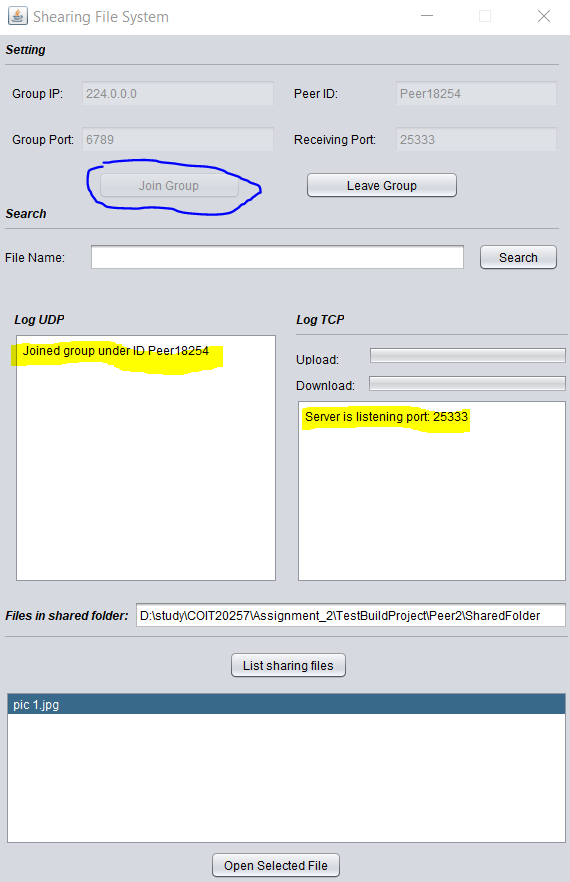 Shearing File System
Setting
Group IP: 224.0.0.0 Peer ID: Peer18254
Group Port: 6789 Receiving Port: 25333
Join Group Leave Group
Search
File Name: Search
Log UDP Log TCP
Joined group under ID Peer18254
Upload:
Download:
Server is listening port: 25333
Files in shared folder: D:\study\COIT20257\Assignment_2\TestBuildProject\Peer2\SharedFolder
List sharing files
pic 1.jpg
Open Selected File